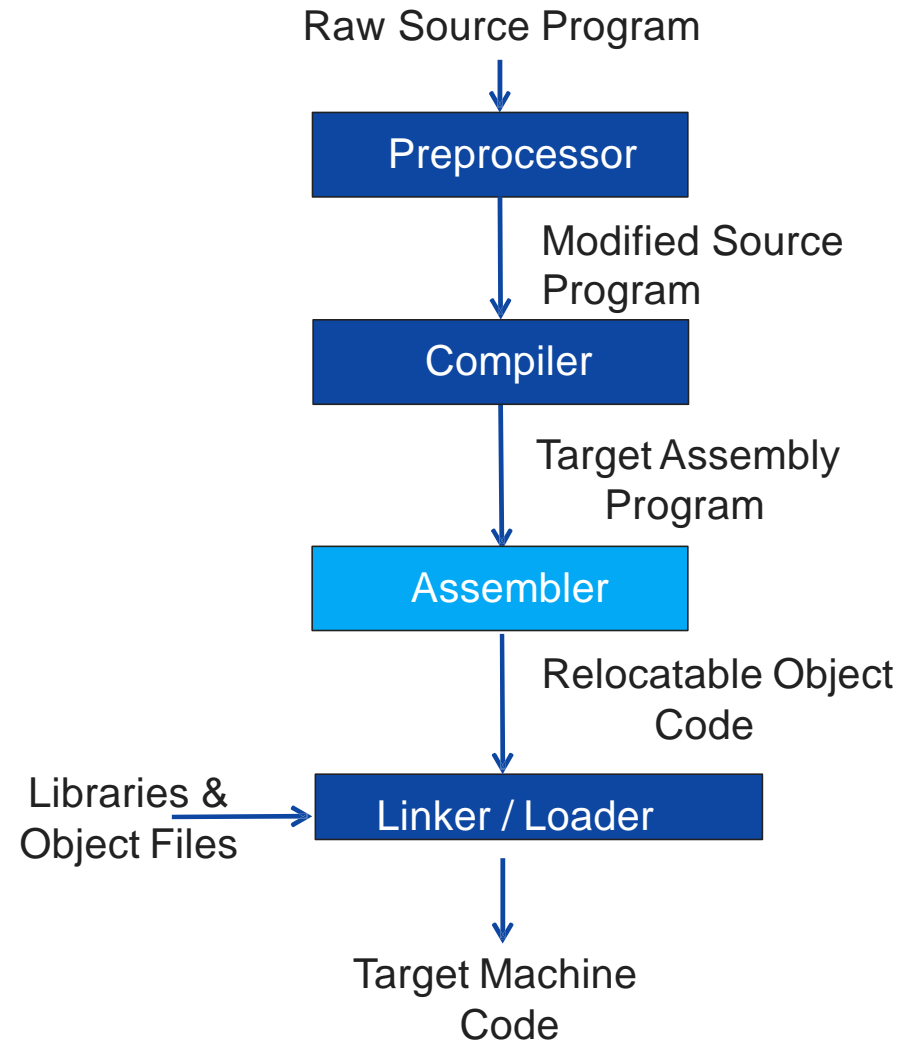 Raw Source Program
Preprocessor
Modified Source
Program
Compiler
Target Assembly
Program
Assembler
Relocatable Object
Code
Libraries &
Object Files
Linker / Loader
Target Machine
Code